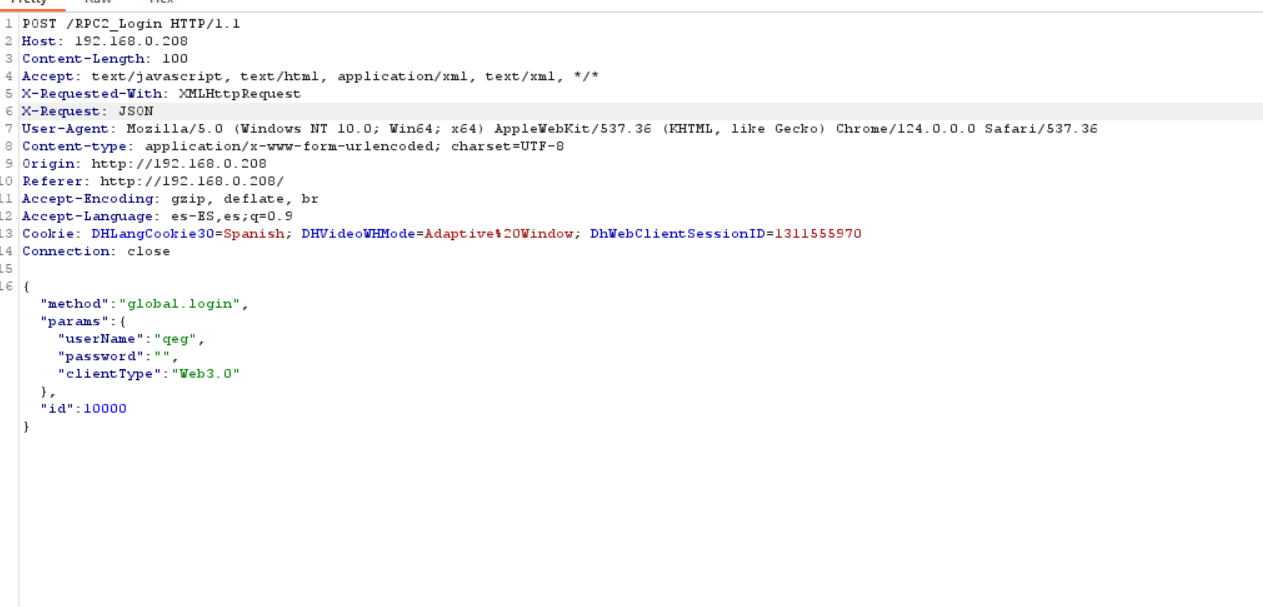 Pretty Raw Hex
1 POST /RPC2_Login HTTP/1.1
2 Host: 192.168.0.208
3 Content-Length: 100
4 Accept: text/javascript, text/html, application/xml, text/xml, */*
5 X-Requested-With: XMLHttpRequest
6 X-Request: JSON
7 User-Agent: Mozilla/5.0 (Windows NT 10.0; Win64; x64) AppleWebKit/537.36 (KHTML, like Gecko) Chrome/124.0.0.0 Safari/537.36
8 Content-type: application/x-www-form-urlencoded; charset=UTF-8
9 Origin: http://192.168.0.208
10 Referer: http://192.168.0.208/
11 Accept-Encoding: gzip, deflate, br
12 Accept-Language: es-ES,es;q=0.9
13 Cookie: DHLangCookie30=Spanish; DHVideoWHMode=Adaptive%20Window; DhWebClientSessionID=1311555970
14 Connection: close
15
16 {
"method":"global.login",
"params":{
"userName":"qeg",
"password":"",
"clientType":"Web3.0"
},
"id":10000
}